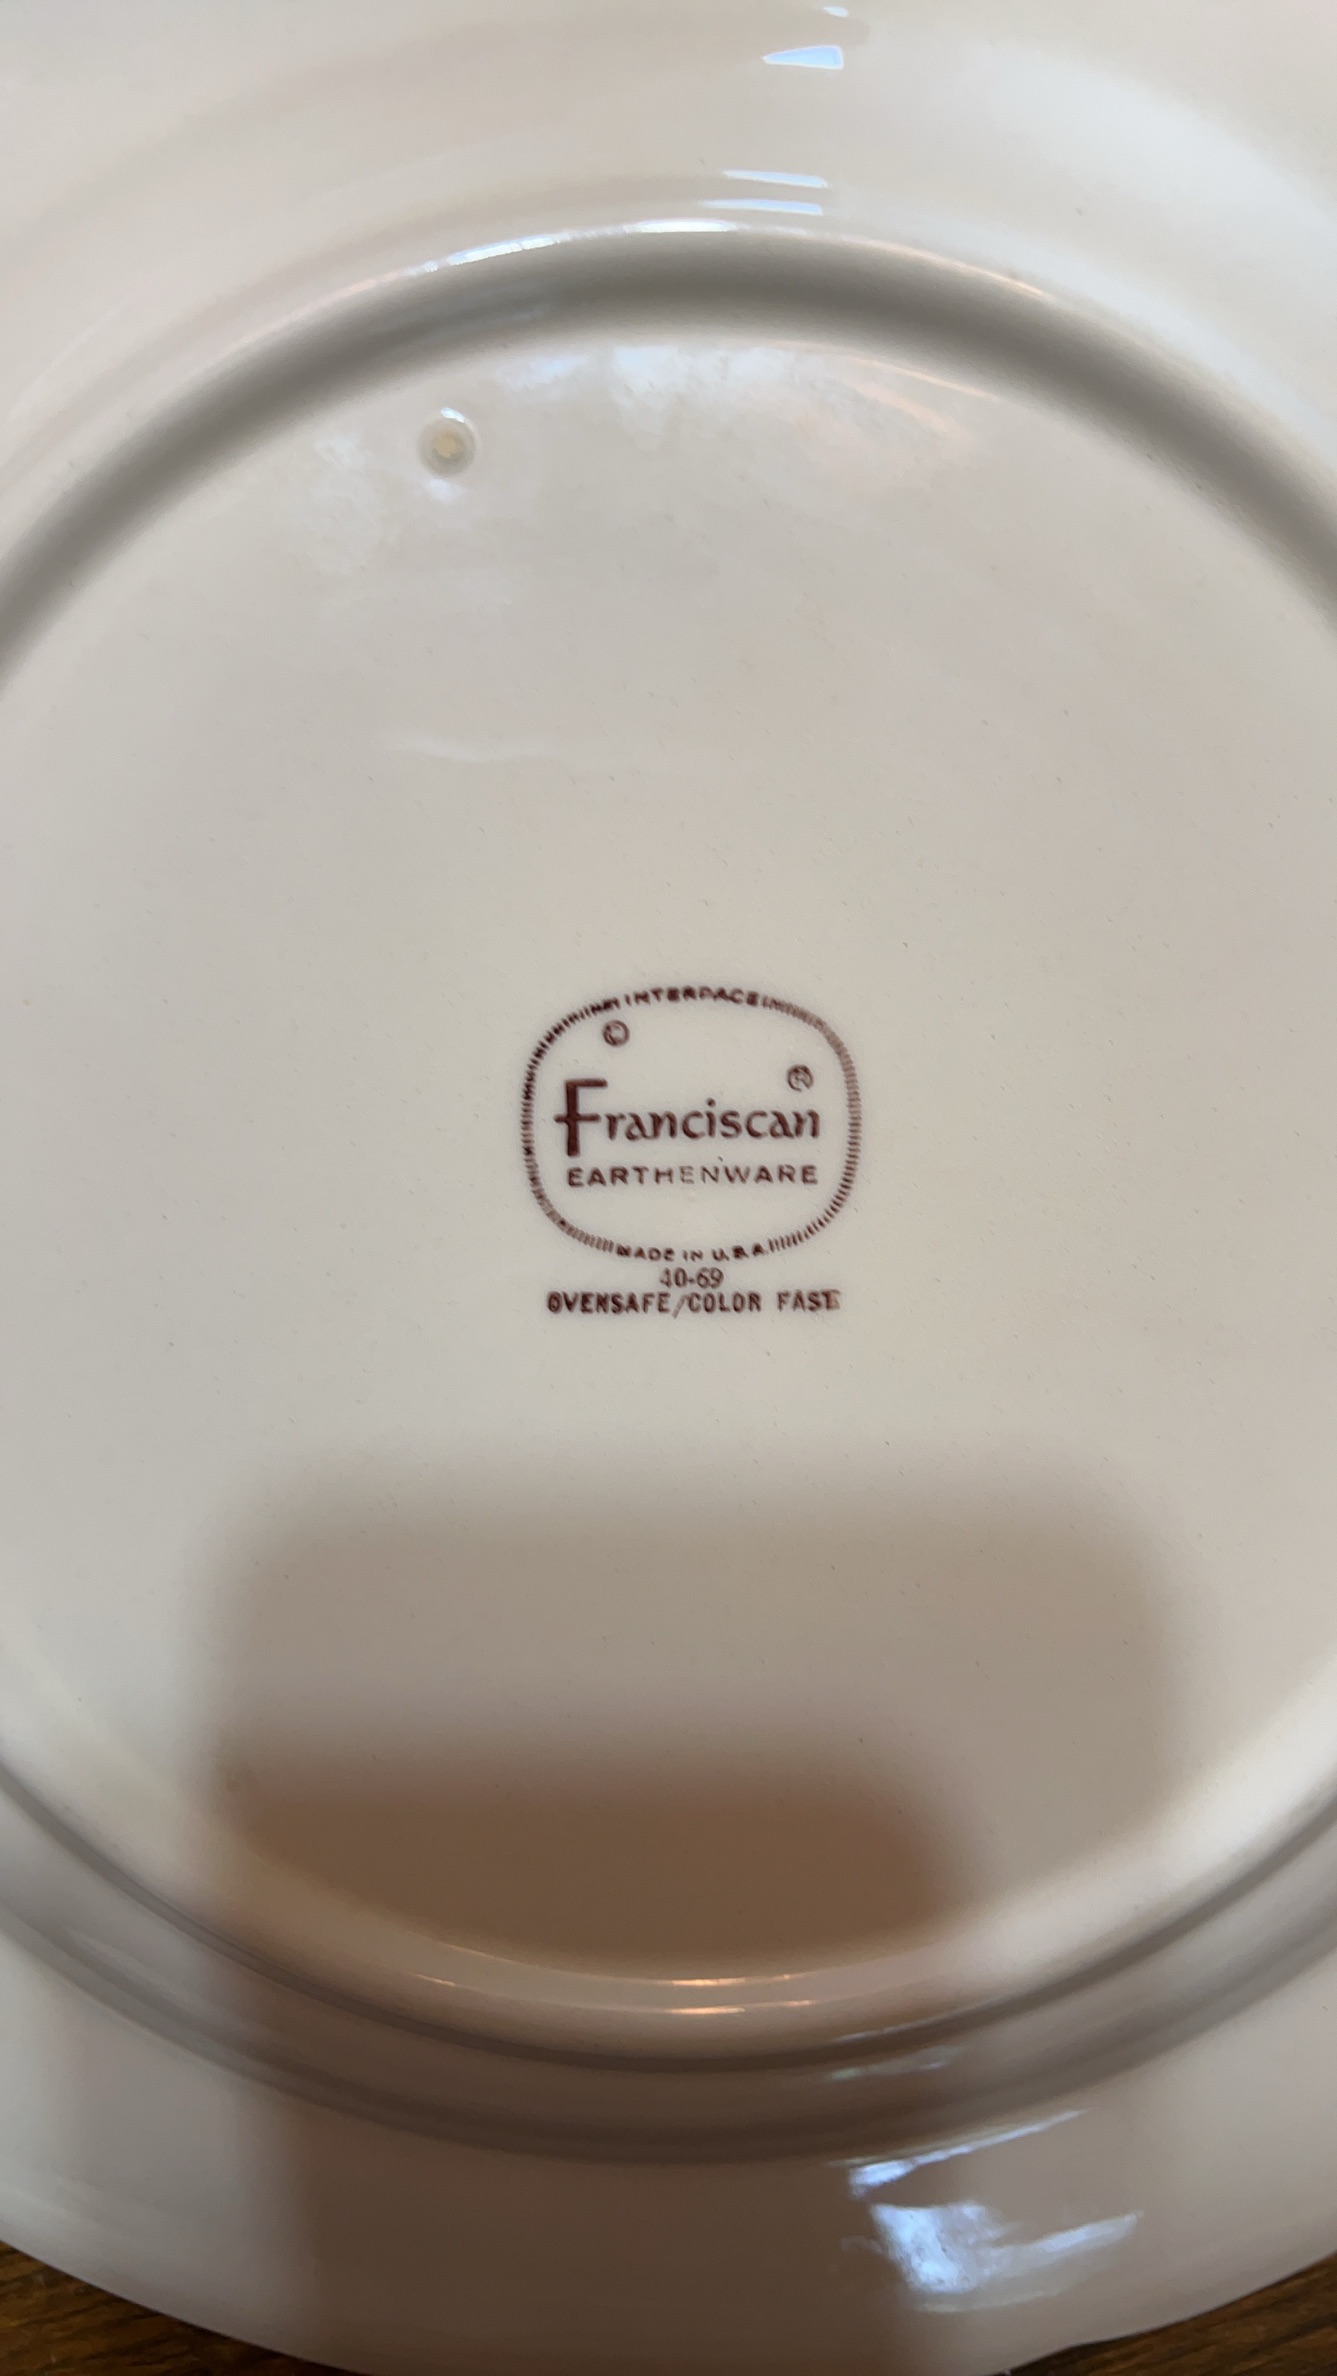 INTERPACE
©
®
Franciscan
EARTHENWARE
MADE IN U.S.A.
40-69
OVENSAFE/COLOR FAST